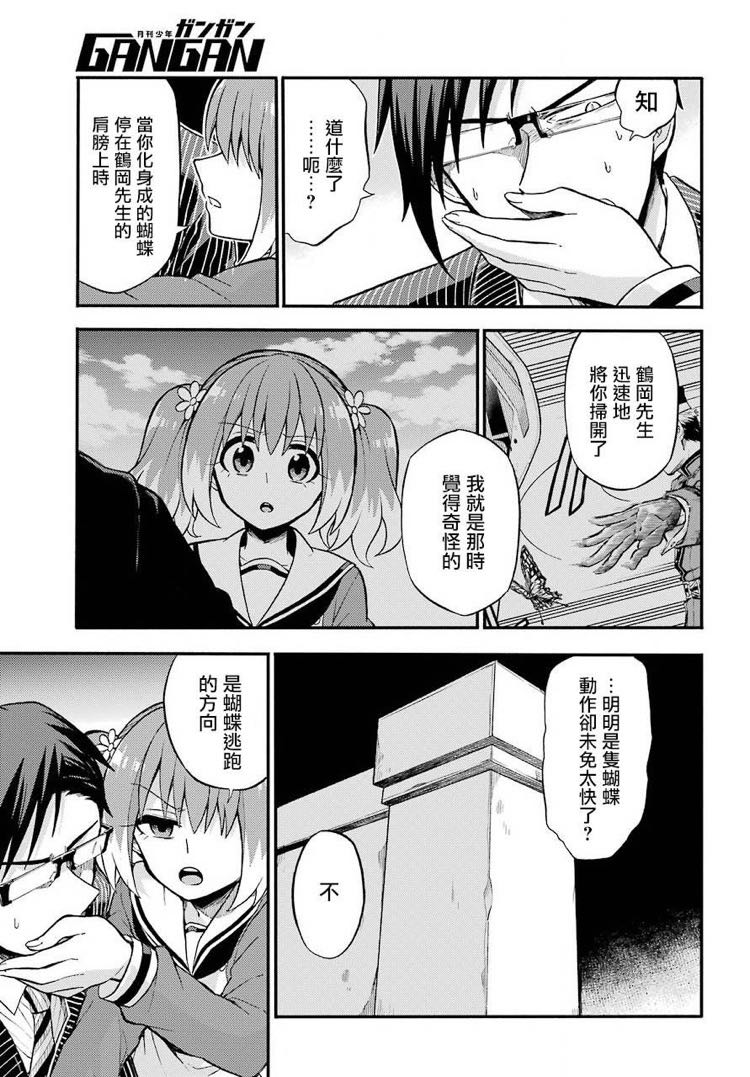 月刊少年
ガンガン
GANGAN
知
道什麼了
……呃…?
當你化身成的蝴蝶
停在鶴岡先生的
肩膀上時
鶴岡先生
迅速地
將你掃開了
我就是那時
覺得奇怪的
…明明是隻蝴蝶
動作卻未免太快了?
不
是蝴蝶逃跑
的方向